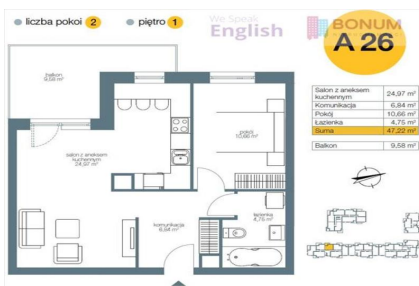 liczba pokoi 2
piętro 1
We Speak
English
BONUM
A 26
balkon
9,58 m²
salon z aneksem
kuchennym
24,97 m²
pokój
10,66 m²
komunikacja
6,84 m²
łazienka
4,75 m²
Salon z aneksem
kuchennym 24,97 m²
Komunikacja 6,84 m²
Pokój 10,66 m²
Łazienka 4,75 m²
Suma 47,22 m²
Balkon 9,58 m²